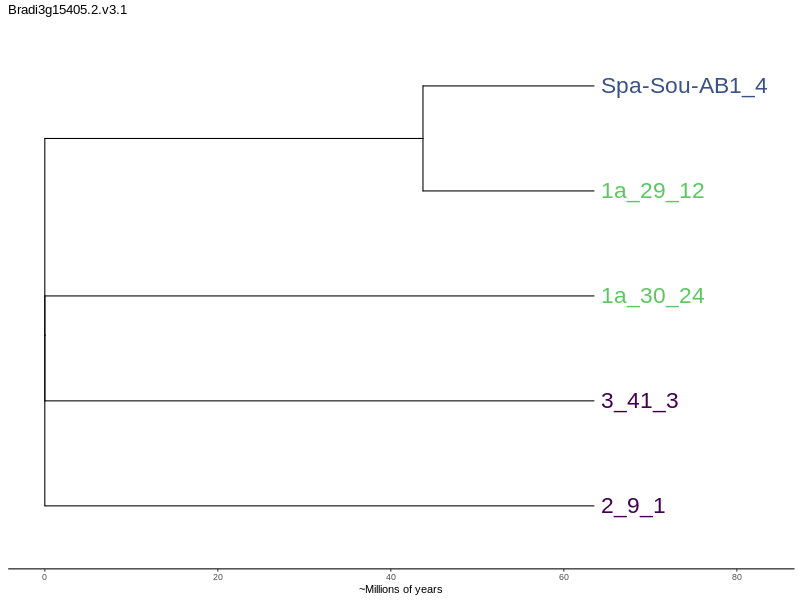 Bradi3g15405.2.v3.1
Spa-Sou-AB1_4
1a_29_12
1a_30_24
3_41_3
2_9_1
0 20 40 60 80
~Millions of years